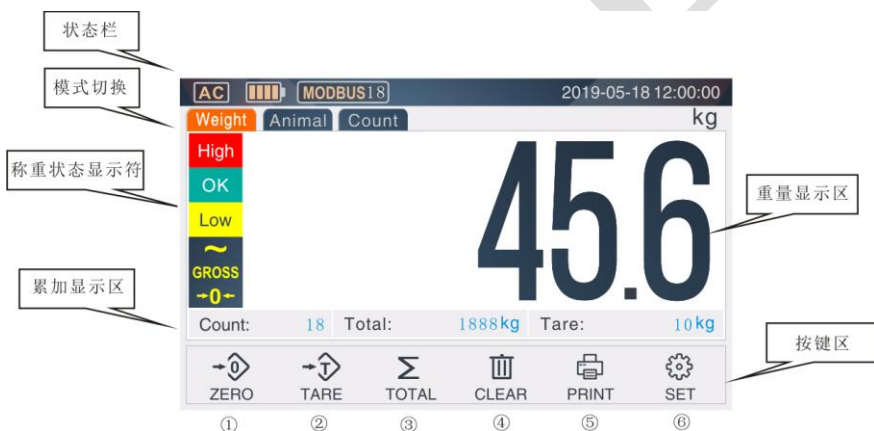 状态栏
模式切换
称重状态显示符
累加显示区
重量显示区
按键区
AC MODBUS18 2019-05-18 12:00:00
Weight Animal Count kg
High
OK
Low
~
GROSS
→0←
45.6
Count: 18 Total: 1888kg Tare: 10kg
→0 →T Σ
ZERO TARE TOTAL CLEAR PRINT SET
① ② ③ ④ ⑤ ⑥